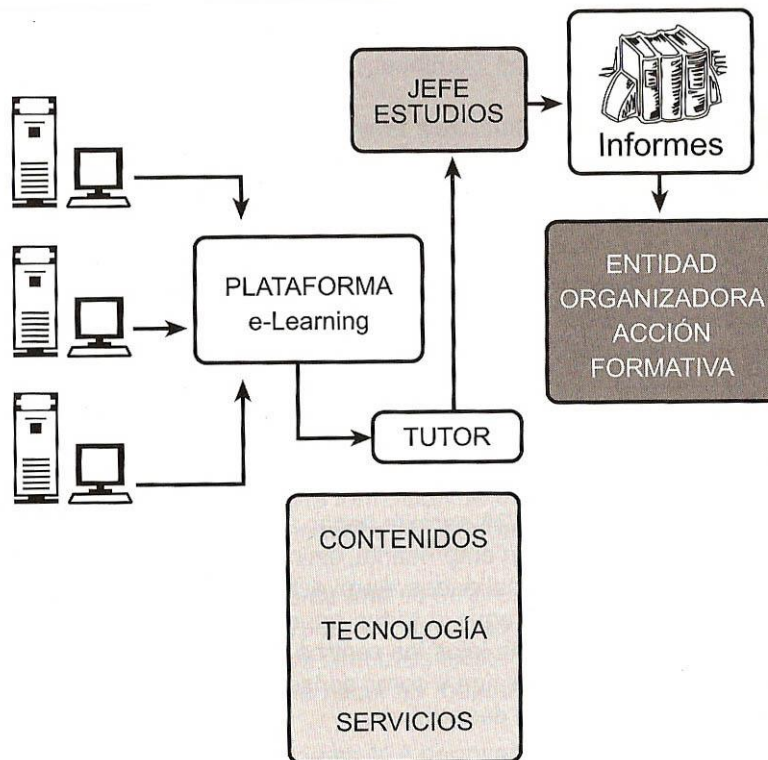 JEFE
ESTUDIOS
Informes
PLATAFORMA
e-Learning
ENTIDAD
ORGANIZADORA
ACCIÓN
FORMATIVA
TUTOR
CONTENIDOS
TECNOLOGÍA
SERVICIOS